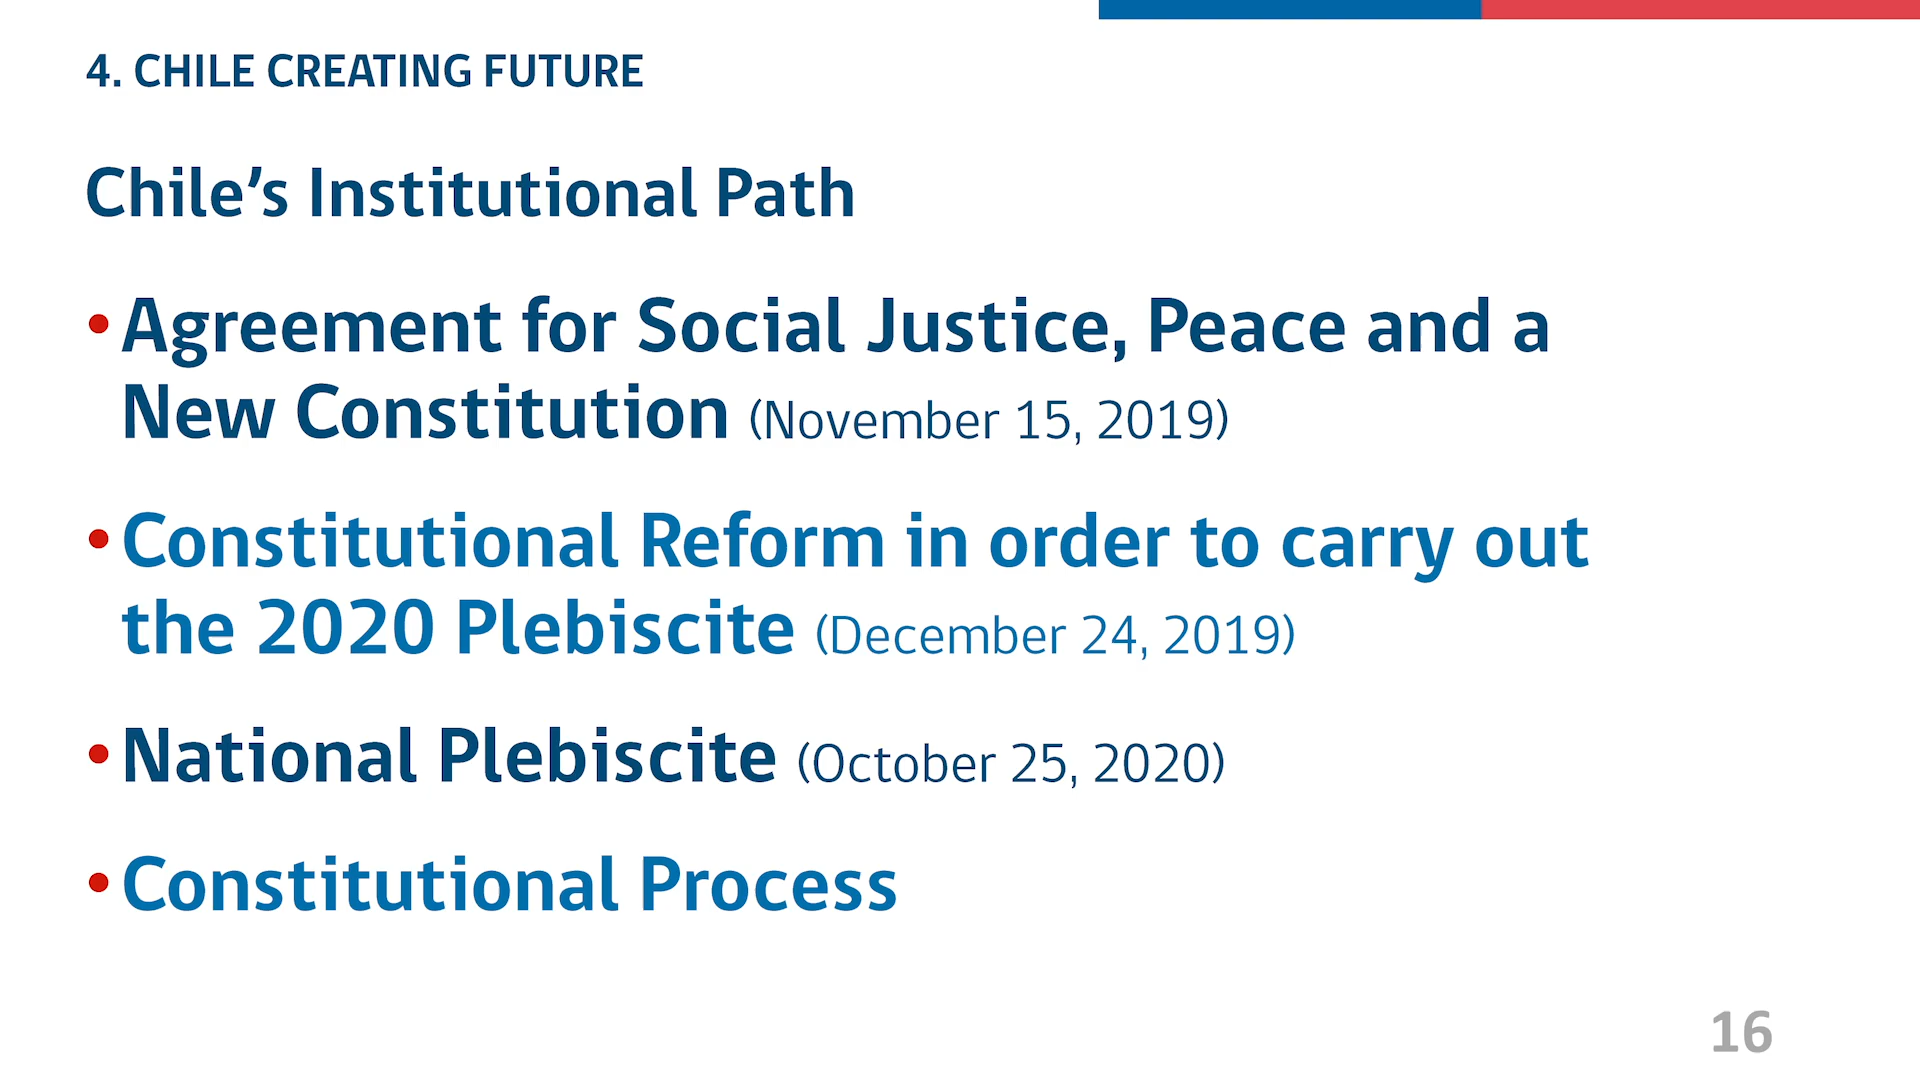 4. CHILE CREATING FUTURE
Chile’s Institutional Path
• Agreement for Social Justice, Peace and a
New Constitution (November 15, 2019)
• Constitutional Reform in order to carry out
the 2020 Plebiscite (December 24, 2019)
• National Plebiscite (October 25, 2020)
• Constitutional Process
16